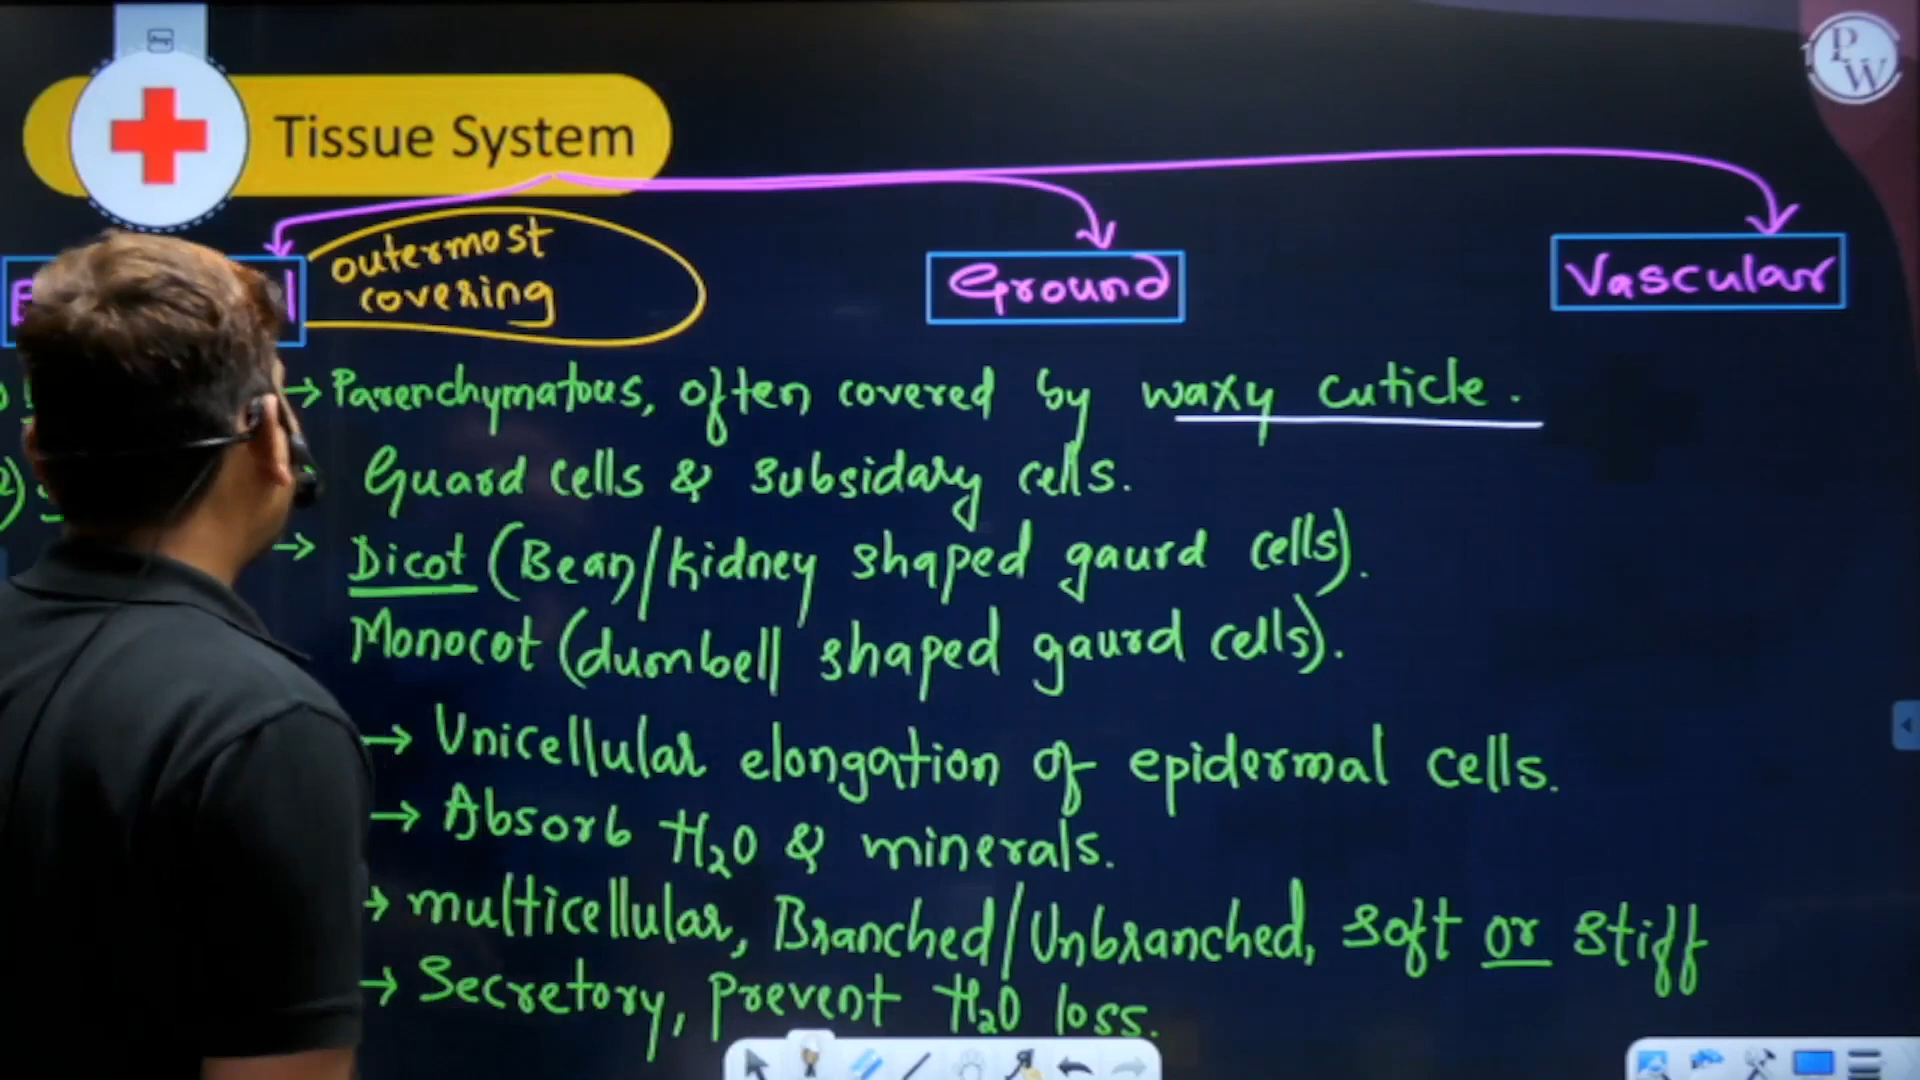 Tissue System
P
W
outermost
covering
Ground
Vascular
→ Parenchymatous, often covered by waxy cuticle.
2)
Guard cells & Subsidary cells.
→ Dicot (Bean/kidney shaped gaurd cells).
Monocot (dumbell shaped gaurd cells).
→ Unicellular elongation of epidermal cells.
→ Absorb H₂O & minerals.
→ multicellular, Branched/Unbranched, soft or stiff
→ Secretory, prevent H₂O loss.